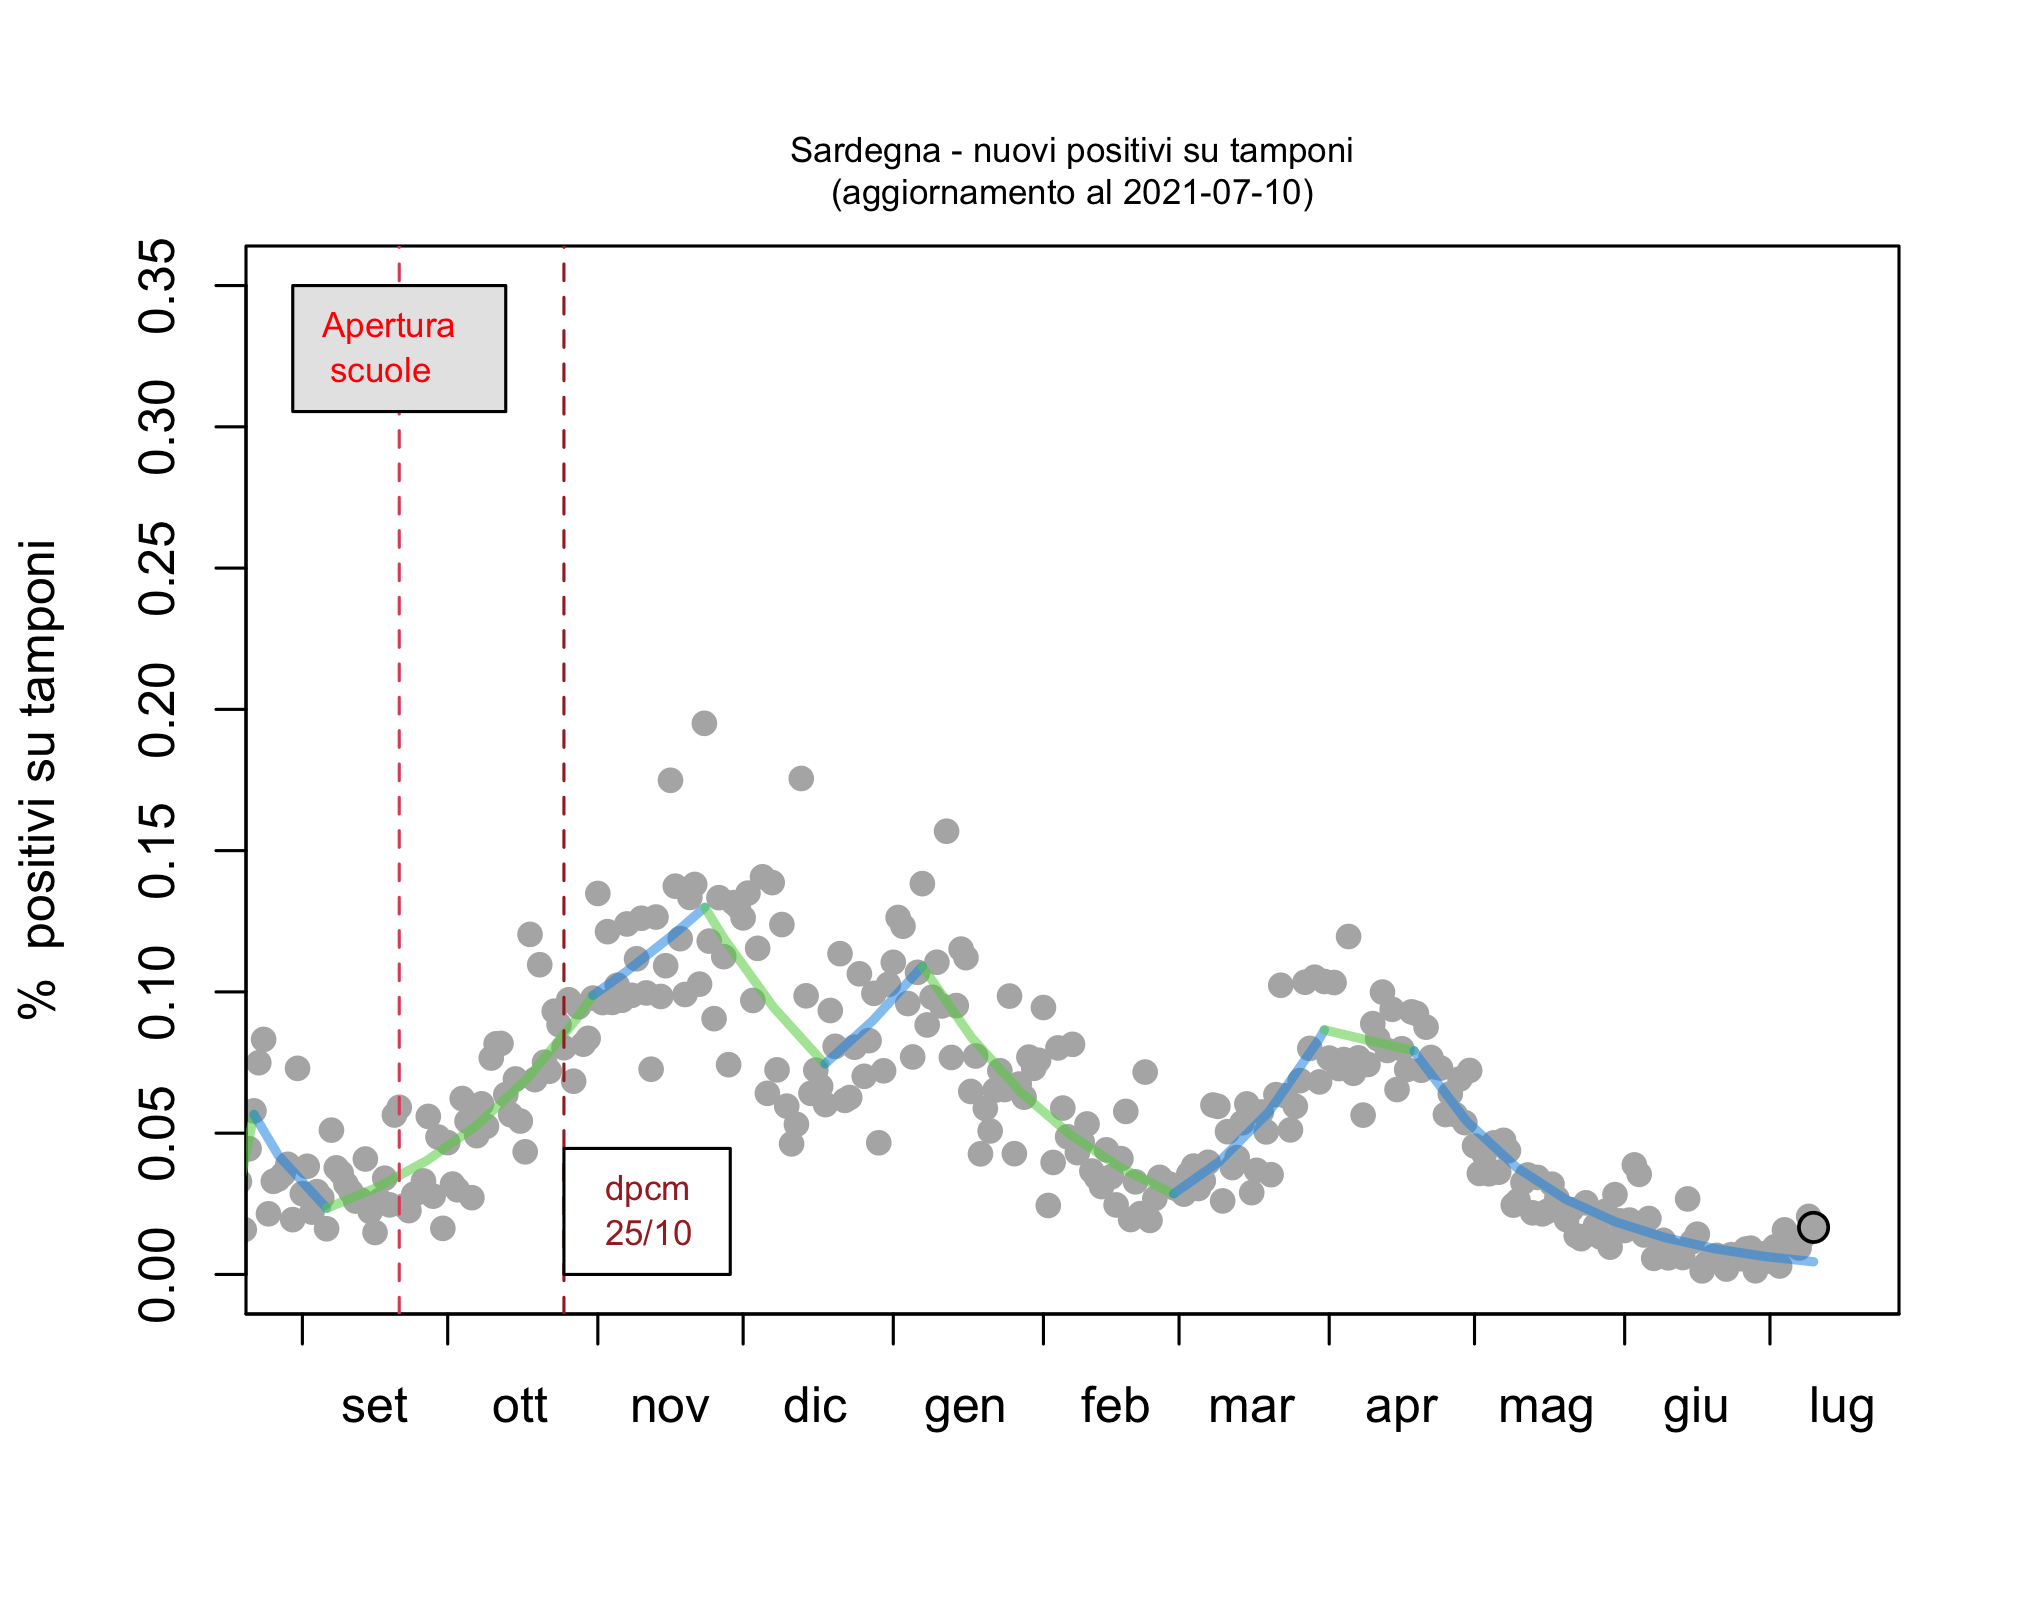 Sardegna - nuovi positivi su tamponi
(aggiornamento al 2021-07-10)
% positivi su tamponi
0.35
0.30
0.25
0.20
0.15
0.10
0.05
0.00
Apertura
scuole
dpcm
25/10
set ott nov dic gen feb mar apr mag giu lug